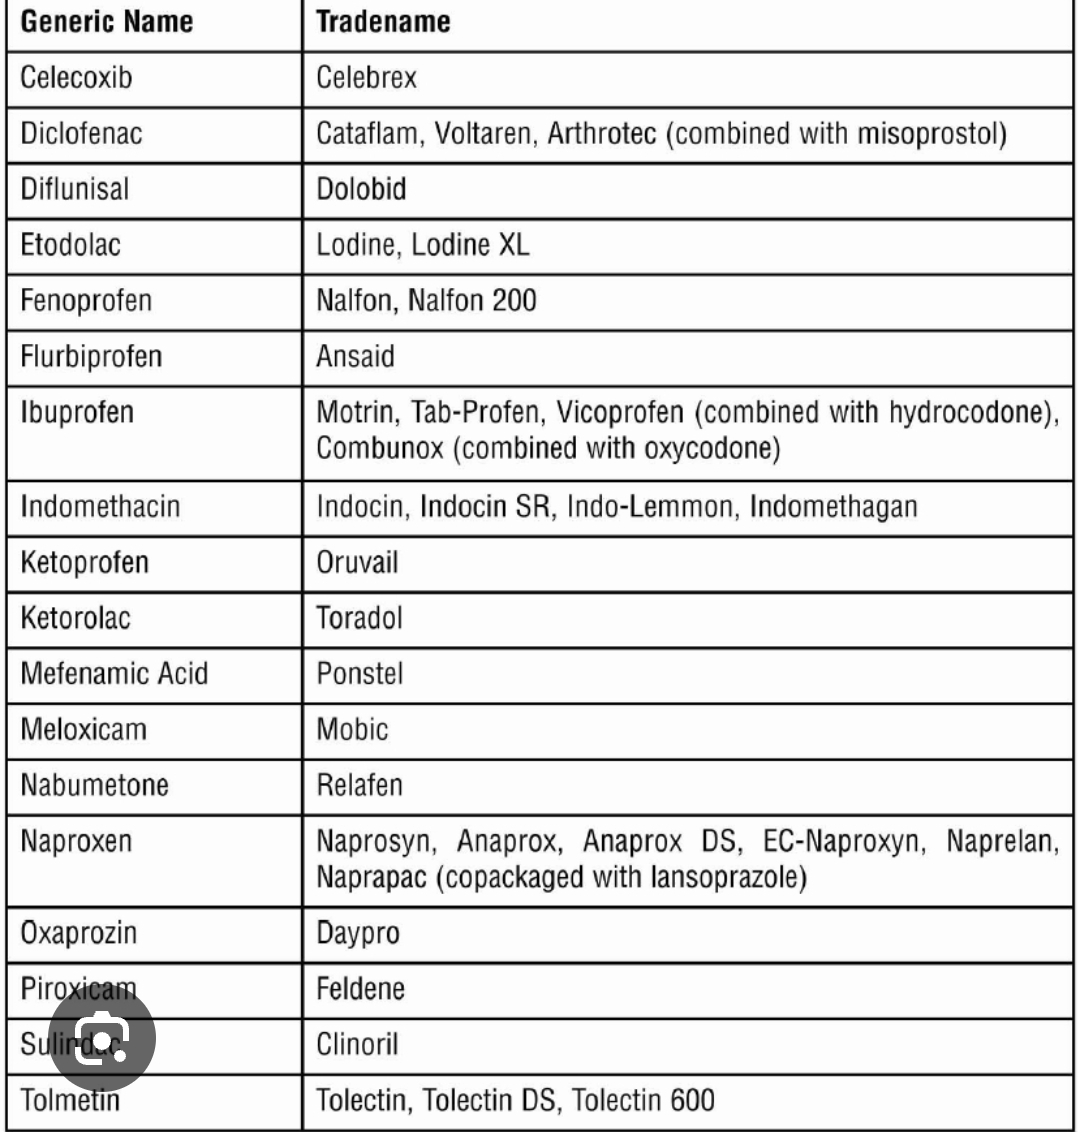 Generic Name Tradename
Celecoxib Celebrex
Diclofenac Cataflam, Voltaren, Arthrotec (combined with misoprostol)
Diflunisal Dolobid
Etodolac Lodine, Lodine XL
Fenoprofen Nalfon, Nalfon 200
Flurbiprofen Ansaid
Ibuprofen Motrin, Tab-Profen, Vicoprofen (combined with hydrocodone),
Combunox (combined with oxycodone)
Indomethacin Indocin, Indocin SR, Indo-Lemmon, Indomethagan
Ketoprofen Oruvail
Ketorolac Toradol
Mefenamic Acid Ponstel
Meloxicam Mobic
Nabumetone Relafen
Naproxen Naprosyn, Anaprox, Anaprox DS, EC-Naproxyn, Naprelan,
Naprapac (copackaged with lansoprazole)
Oxaprozin Daypro
Piroxicam Feldene
Sulindac Clinoril
Tolmetin Tolectin, Tolectin DS, Tolectin 600